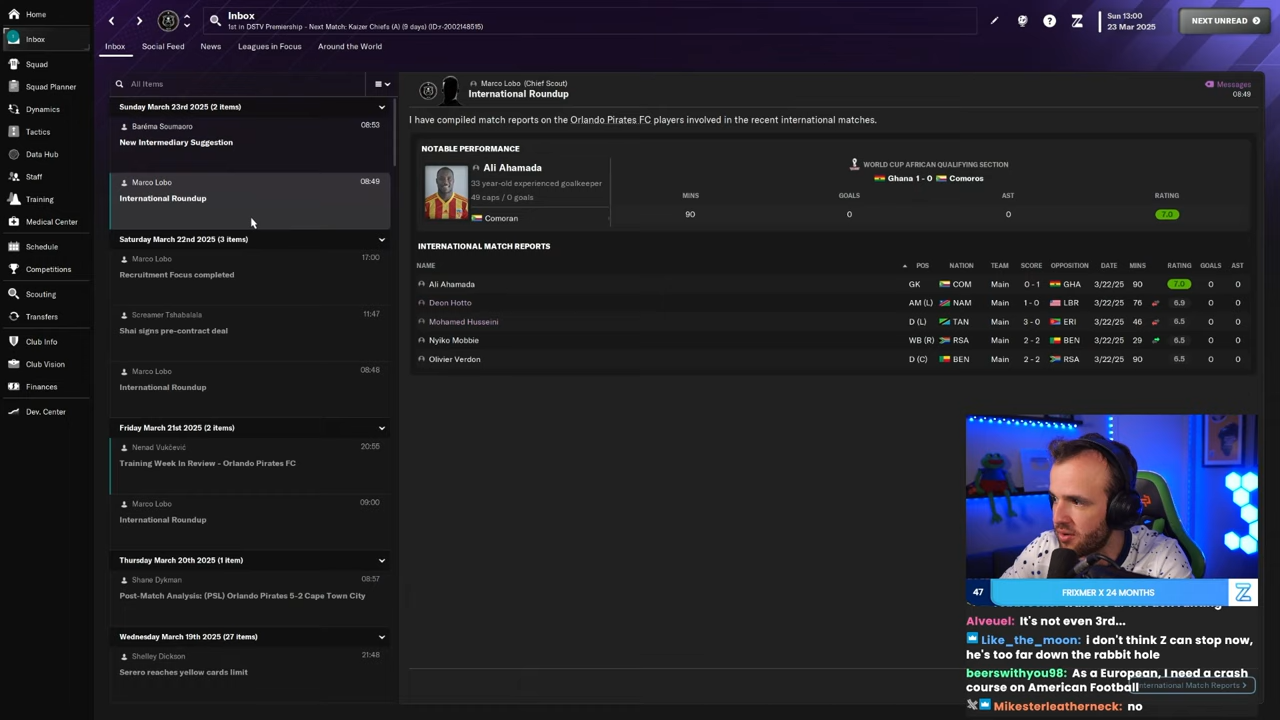 Home
Inbox
Squad
Squad Planner
Dynamics
Tactics
Data Hub
Staff
Training
Medical Center
Schedule
Competitions
Scouting
Transfers
Club Info
Club Vision
Finances
Dev. Center
Inbox
1st in DSTV Premiership - Next Match: Kaizer Chiefs (A) (9 days) (ID:r-2002148515)
Sun 13:00
23 Mar 2025
NEXT UNREAD
Inbox
Social Feed
News
Leagues in Focus
Around the World
All Items
Sunday March 23rd 2025 (2 items)
Baréma Soumaoro 08:53
New Intermediary Suggestion
Marco Lobo 08:49
International Roundup
Saturday March 22nd 2025 (3 items)
Marco Lobo 17:00
Recruitment Focus completed
Screamer Tshabalala 11:47
Shai signs pre-contract deal
Marco Lobo 08:48
International Roundup
Friday March 21st 2025 (2 items)
Nenad Vukčević 20:55
Training Week In Review - Orlando Pirates FC
Marco Lobo 09:00
International Roundup
Thursday March 20th 2025 (1 item)
Shane Dykman 08:57
Post-Match Analysis: (PSL) Orlando Pirates 5-2 Cape Town City
Wednesday March 19th 2025 (27 items)
Shelley Dickson 21:48
Serero reaches yellow cards limit
Marco Lobo (Chief Scout)
International Roundup
Messages
08:49
I have compiled match reports on the Orlando Pirates FC players involved in the recent international matches.
NOTABLE PERFORMANCE
Ali Ahamada
33 year-old experienced goalkeeper
49 caps / 0 goals
Comoran
WORLD CUP AFRICAN QUALIFYING SECTION
Ghana 1 - 0 Comoros
MINS GOALS AST RATING
90 0 0 7.0
INTERNATIONAL MATCH REPORTS
NAME POS NATION TEAM SCORE OPPOSITION DATE MINS RATING GOALS AST
Ali Ahamada GK COM Main 0 - 1 GHA 3/22/25 90 7.0 0 0
Deon Hotto AM (L) NAM Main 1 - 0 LBR 3/22/25 76 6.9 0 0
Mohamed Husseini D (L) TAN Main 3 - 0 ERI 3/22/25 46 6.5 0 0
Nyiko Mobbie WB (R) RSA Main 2 - 2 BEN 3/22/25 29 6.5 0 0
Olivier Verdon D (C) BEN Main 2 - 2 RSA 3/22/25 90 6.5 0 0
47 FRIXMER X 24 MONTHS
Alveuel: It's not even 3rd...
Like_the_moon: i don't think Z can stop now,
he's too far down the rabbit hole
beerswithyou98: As a European, I need a crash
course on American Football
International Match Reports
Mikesterleatherneck: no